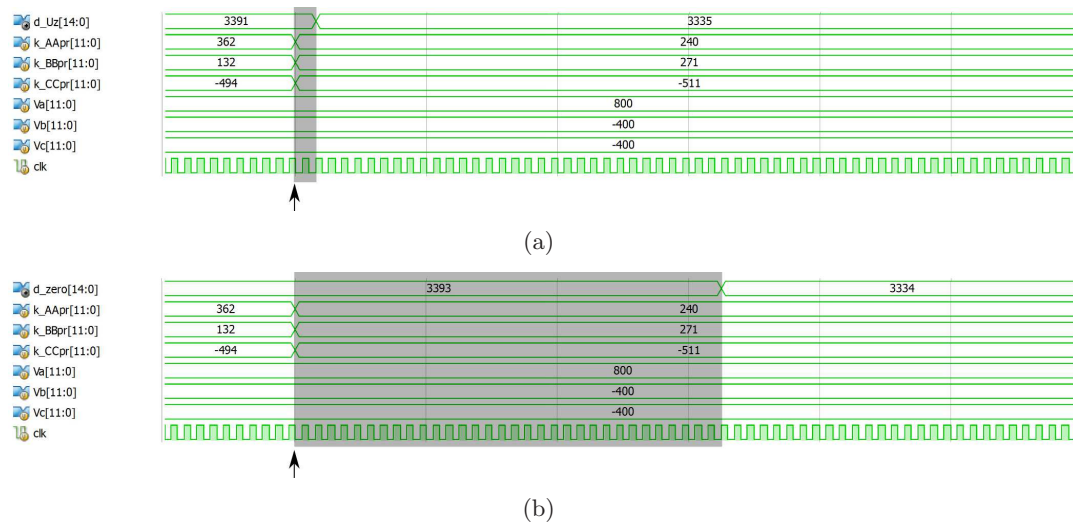 d_Uz[14:0] 3391 3335
k_AApr[11:0] 362 240
k_BBpr[11:0] 132 271
k_CCpr[11:0] -494 -511
Va[11:0] 800
Vb[11:0] -400
Vc[11:0] -400
clk
(a)
d_zero[14:0] 3393 3334
k_AApr[11:0] 362 240
k_BBpr[11:0] 132 271
k_CCpr[11:0] -494 -511
Va[11:0] 800
Vb[11:0] -400
Vc[11:0] -400
clk
(b)